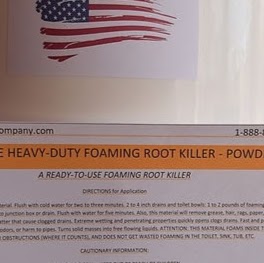 ompany.com 1-888-
E HEAVY-DUTY FOAMING ROOT KILLER - POWD
A READY-TO-USE FOAMING ROOT KILLER
DIRECTIONS for Application
terial. Flush with cold water for two to three minutes. 2 to 4 inch drains and toilet bowls: 1 to 2 pounds of foaming
to junction box or drain. Flush with water for five minutes. Also, this material will remove grease, hair, rags, paper,
atter that cause clogged drains. Extreme wetting and penetrating properties quickly opens clogs drains. Fast and p
odors, or harm to pipes. Turns solid masses into free flowing liquids. ATTENTION: THIS MATERIAL FOAMS INSIDE T
OBSTRUCTIONS (WHERE IT COUNTS), AND DOES NOT GET WASTED FOAMING IN THE TOILET, SINK, TUB, ETC.
CAUTIONARY INFORMATION: